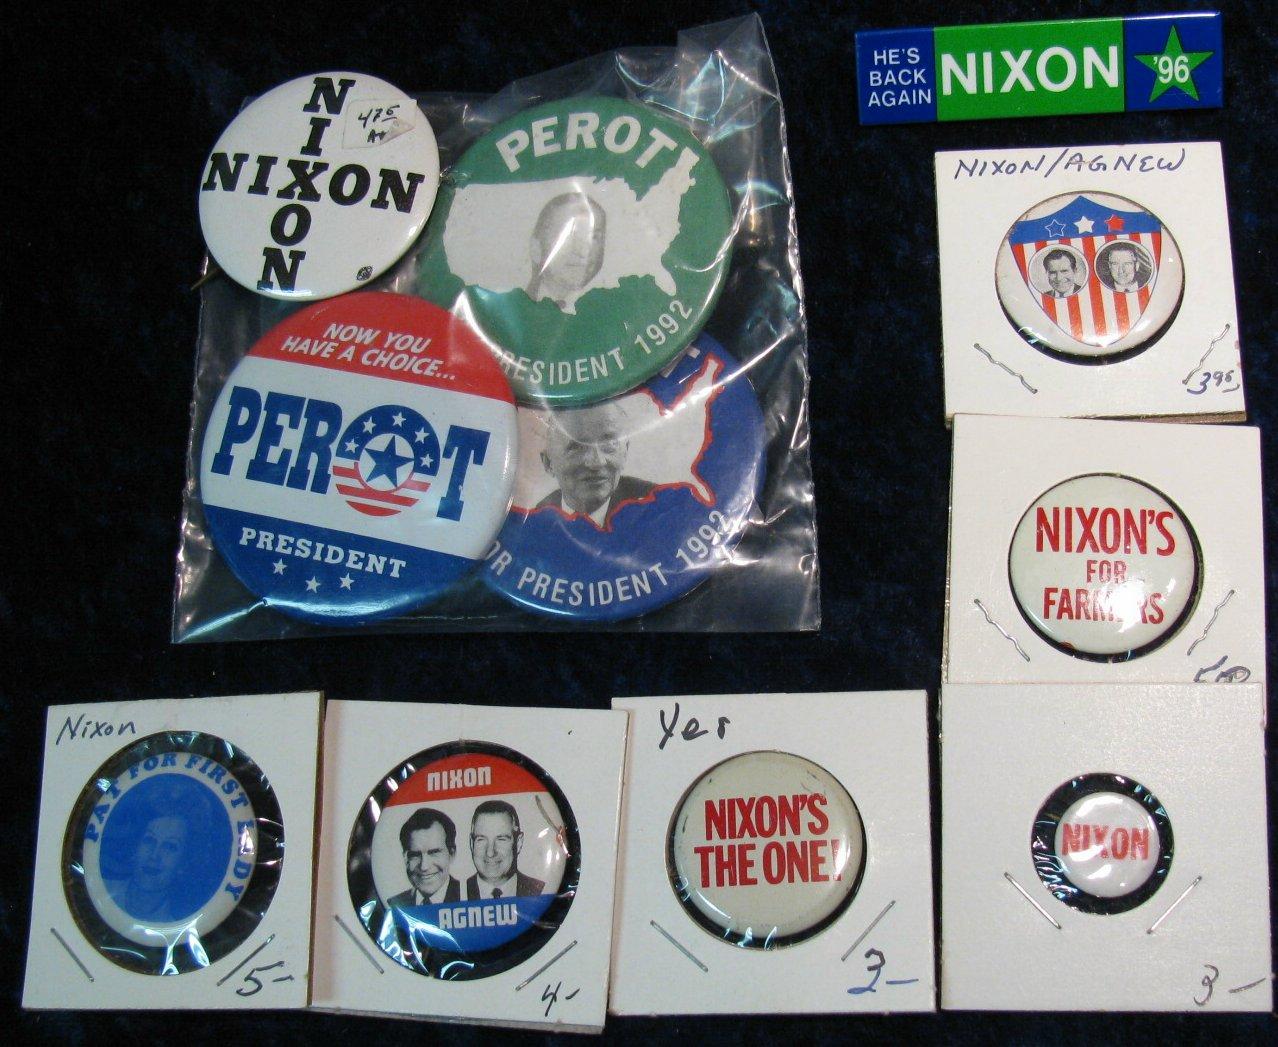 NIXON
NIXON
4 75
PEROT!
PRESIDENT 1992
NOW YOU
HAVE A CHOICE...
PEROT
PRESIDENT
FOR PRESIDENT 1992
HE'S
BACK
AGAIN
NIXON
'96
NIXON/AGNEW
3 95
NIXON'S
FOR
FARMERS
Nixon
PAT FOR FIRST LADY
5-
NIXON
AGNEW
4-
Yes
NIXON'S
THE ONE!
3-
NIXON
3-